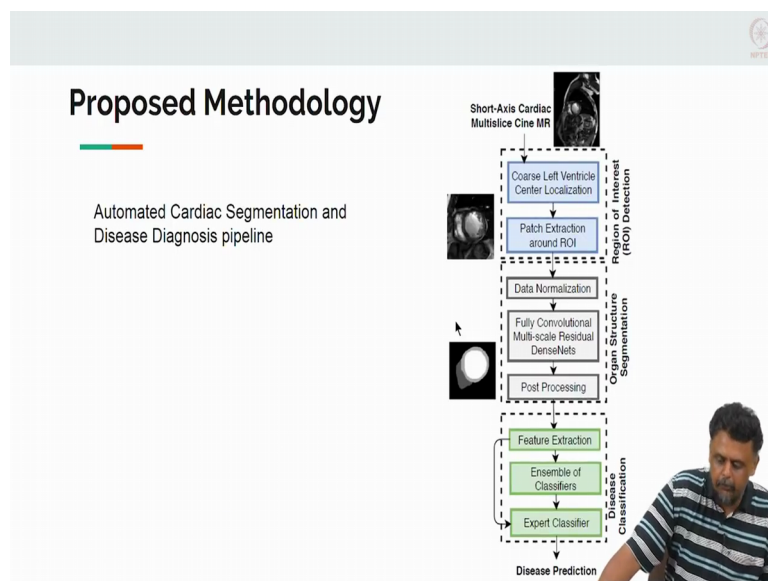 Proposed Methodology
Automated Cardiac Segmentation and
Disease Diagnosis pipeline
Short-Axis Cardiac
Multislice Cine MR
Coarse Left Ventricle
Center Localization
Patch Extraction
around ROI
Region of Interest
(ROI) Detection
Data Normalization
Fully Convolutional
Multi-scale Residual
DenseNets
Post Processing
Organ Structure
Segmentation
Feature Extraction
Ensemble of
Classifiers
Expert Classifier
Disease
Classification
Disease Prediction